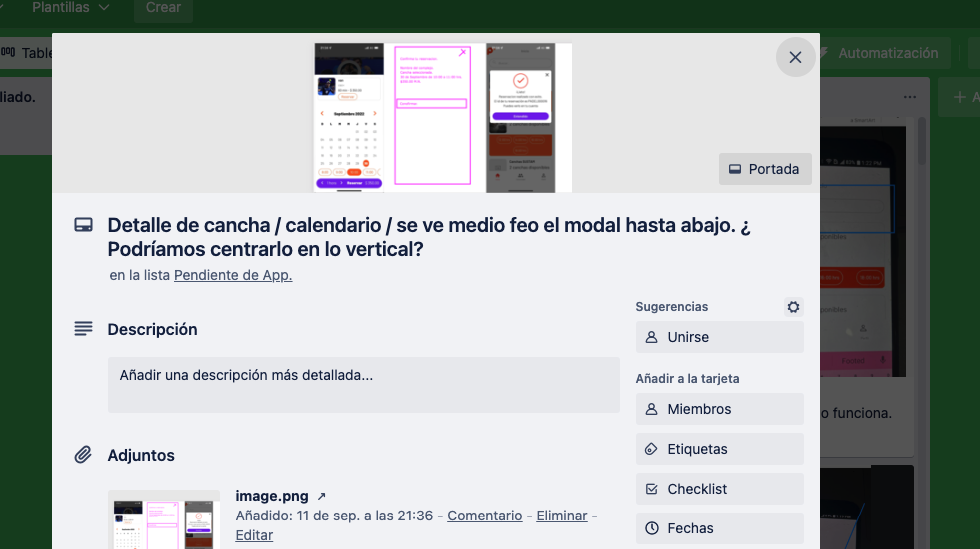 Plantillas
Crear
Table
Automatización
liado.
Septiembre 2022
Portada
Detalle de cancha / calendario / se ve medio feo el modal hasta abajo. ¿
Podríamos centrarlo en lo vertical?
en la lista Pendiente de App.
Sugerencias
Unirse
Descripción
Añadir una descripción más detallada...
Añadir a la tarjeta
Miembros
Etiquetas
Checklist
Fechas
Adjuntos
image.png ↗
Añadido: 11 de sep. a las 21:36 - Comentario - Eliminar -
Editar
o funciona.